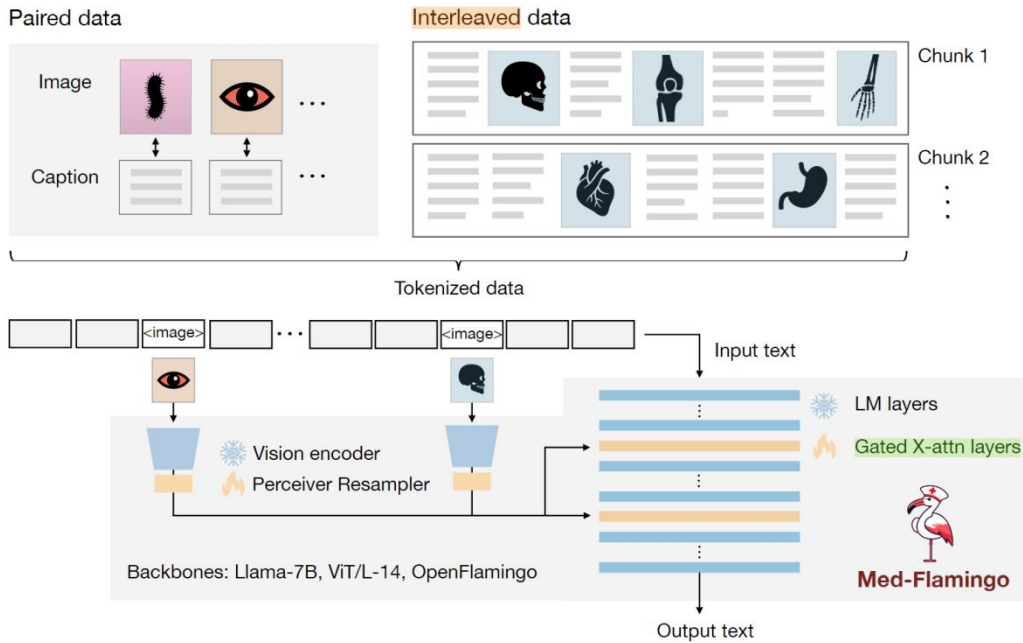 Paired data
Interleaved data
Image
Caption
Chunk 1
Chunk 2
Tokenized data
<image>
<image>
Input text
Vision encoder
Perceiver Resampler
LM layers
Gated X-attn layers
Backbones: Llama-7B, ViT/L-14, OpenFlamingo
Med-Flamingo
Output text